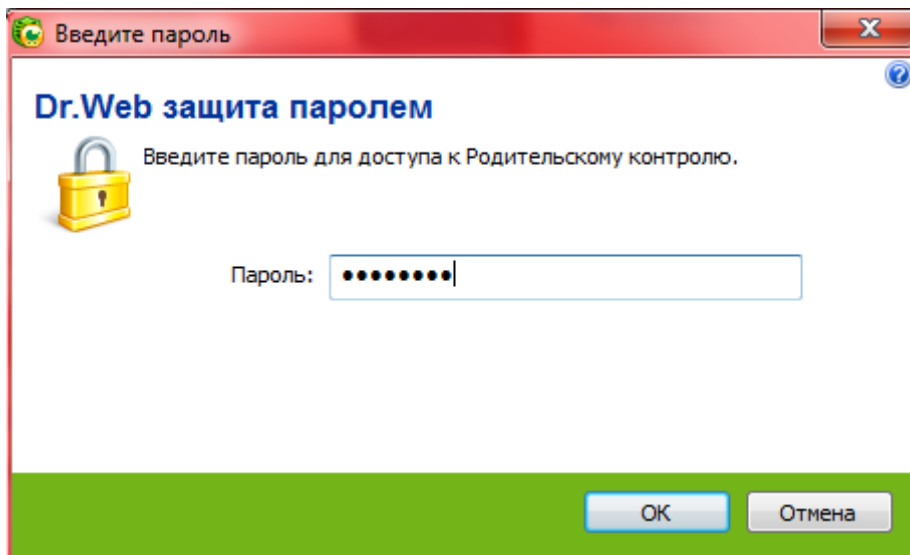 Введите пароль
Dr.Web защита паролем
Введите пароль для доступа к Родительскому контролю.
Пароль: ••••••••
OK Отмена